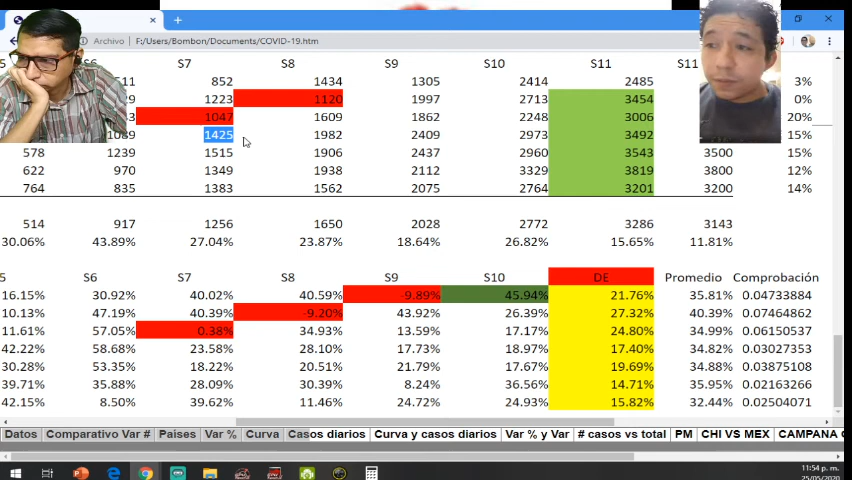 Archivo F:/Users/Bombon/Documents/COVID-19.htm
5 S6 S7 S8 S9 S10 S11 S11
511 852 1434 1305 2414 2485 3%
1223 1120 1997 2713 3454 0%
1047 1609 1862 2248 3006 20%
1089 1425 1982 2409 2973 3492 15%
578 1239 1515 1906 2437 2960 3543 3500 15%
622 970 1349 1938 2112 3329 3819 3800 12%
764 835 1383 1562 2075 2764 3201 3200 14%
514 917 1256 1650 2028 2772 3286 3143
30.06% 43.89% 27.04% 23.87% 18.64% 26.82% 15.65% 11.81%
5 S6 S7 S8 S9 S10 DE Promedio Comprobación
16.15% 30.92% 40.02% 40.59% -9.89% 45.94% 21.76% 35.81% 0.04733884
10.13% 47.19% 40.39% -9.20% 43.92% 26.39% 27.32% 40.39% 0.07464862
11.61% 57.05% 0.38% 34.93% 13.59% 17.17% 24.80% 34.99% 0.06150537
42.22% 58.68% 23.58% 28.10% 17.73% 18.97% 17.40% 34.82% 0.03027353
30.28% 53.35% 18.22% 20.51% 21.79% 17.67% 19.69% 34.88% 0.03875108
39.71% 35.88% 28.09% 30.39% 8.24% 36.56% 14.71% 35.95% 0.02163266
42.15% 8.50% 39.62% 11.46% 24.72% 24.93% 15.82% 32.44% 0.02504071
Datos Comparativo Var # Paises Var % Curva Casos diarios Curva y casos diarios Var % y Var # casos vs total PM CHI VS MEX CAMPANA
11:54 p. m.
25/05/2020